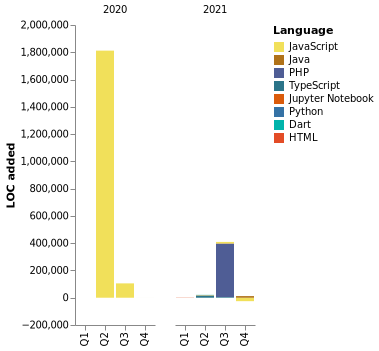 2020 2021
2,000,000
1,800,000
1,600,000
1,400,000
1,200,000
1,000,000
800,000
600,000
400,000
200,000
0
−200,000
LOC added
Q1 Q2 Q3 Q4 Q1 Q2 Q3 Q4
Language
JavaScript
Java
PHP
TypeScript
Jupyter Notebook
Python
Dart
HTML